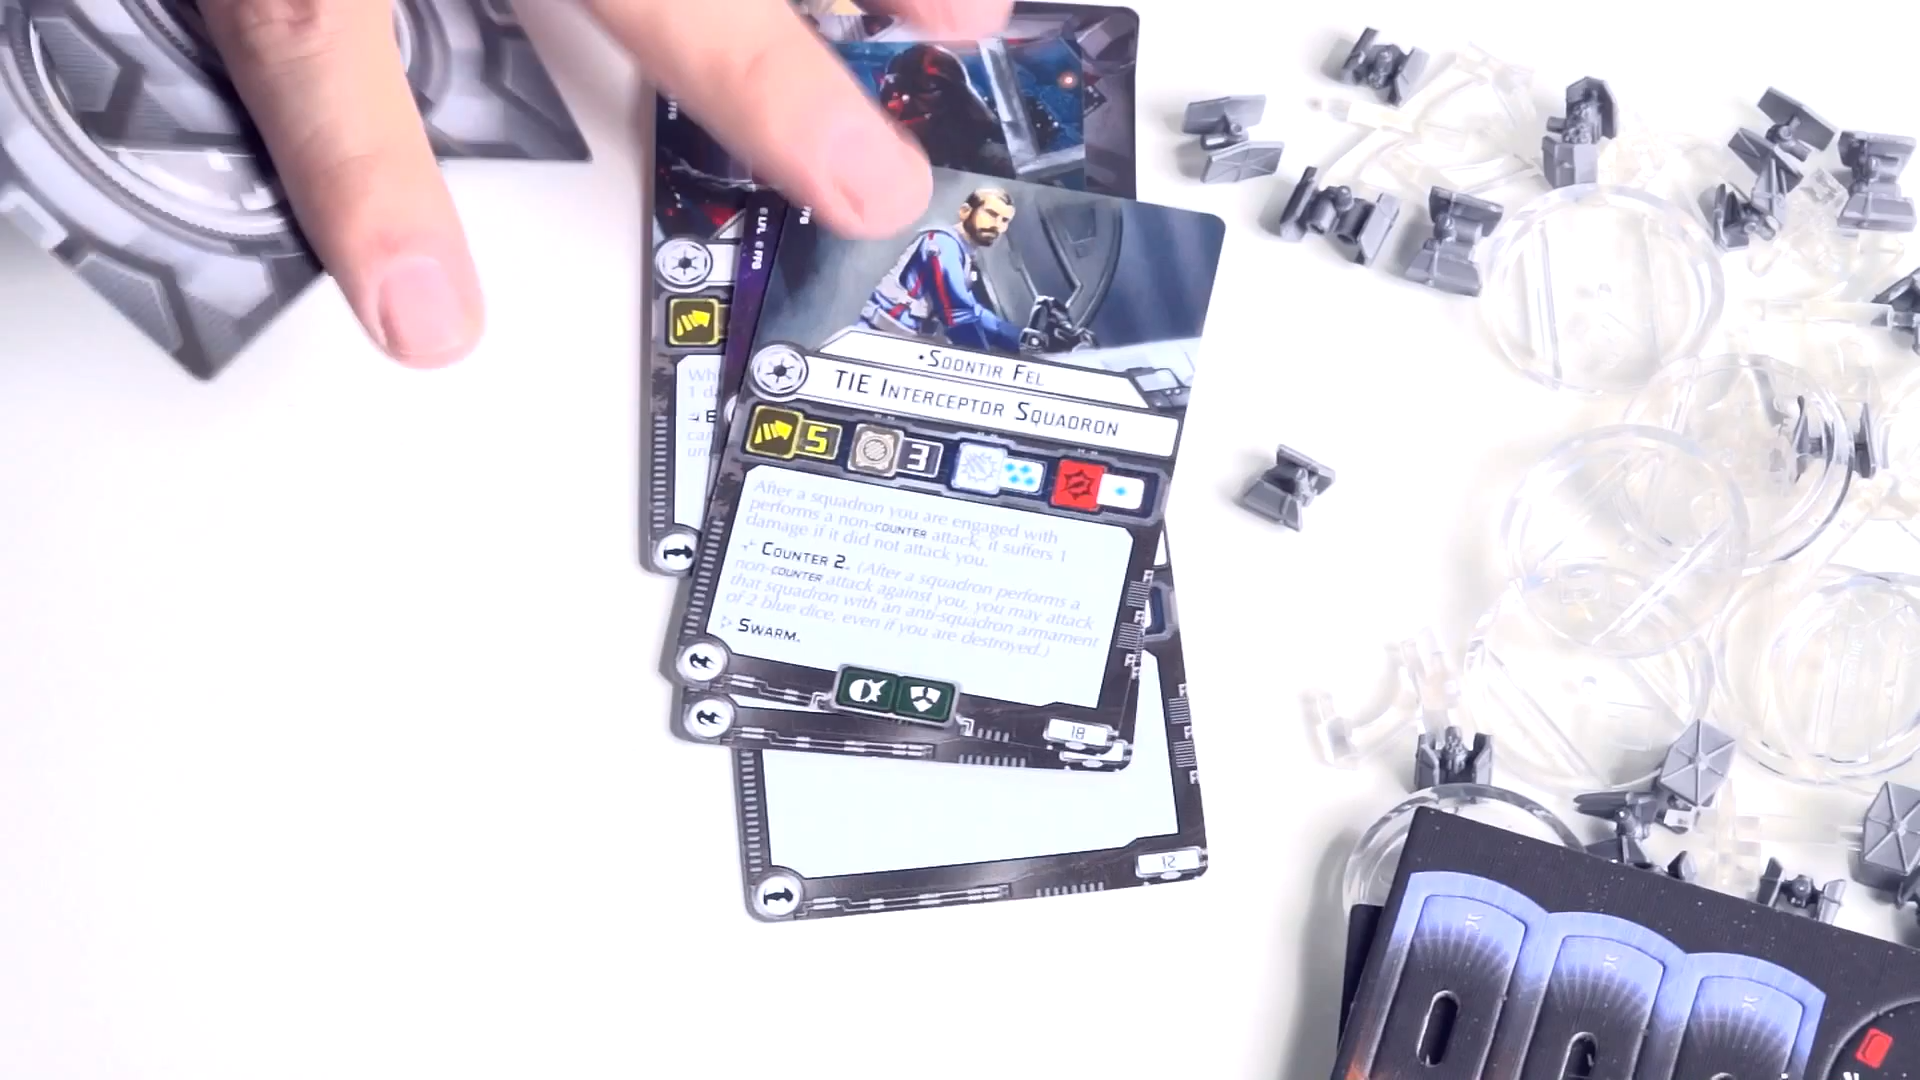 •Soontir Fel
TIE Interceptor Squadron
5 3
After a squadron you are engaged with
performs a non-COUNTER attack, it suffers 1
damage if it did not attack you.
Counter 2. (After a squadron performs a
non-COUNTER attack against you, you may attack
that squadron with an anti-squadron armament
of 2 blue dice, even if you are destroyed.)
Swarm.
18
12
© LFL © FFG
FFG